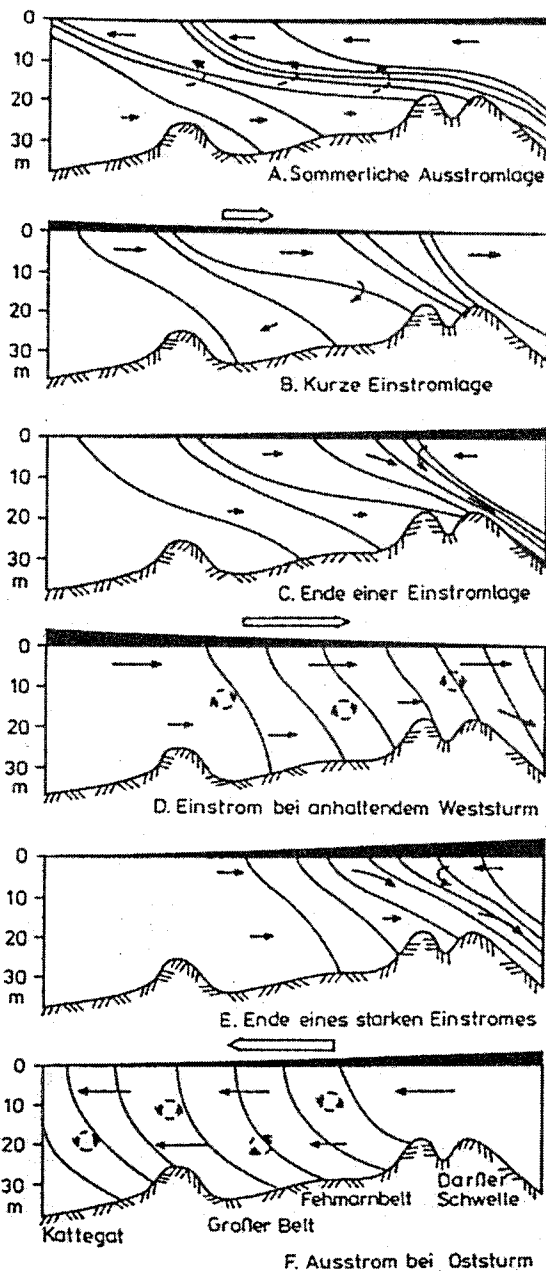 0
10
20
30
m
A. Sommerliche Ausstromlage
0
10
20
30
m
B. Kurze Einstromlage
0
10
20
30
m
C. Ende einer Einstromlage
0
10
20
30
m
D. Einstrom bei anhaltendem Weststurm
0
10
20
30
m
E. Ende eines starken Einstromes
0
10
20
30
m
Kattegat
Großer Belt
Fehmarnbelt
Darßer
Schwelle
F. Ausstrom bei Oststurm